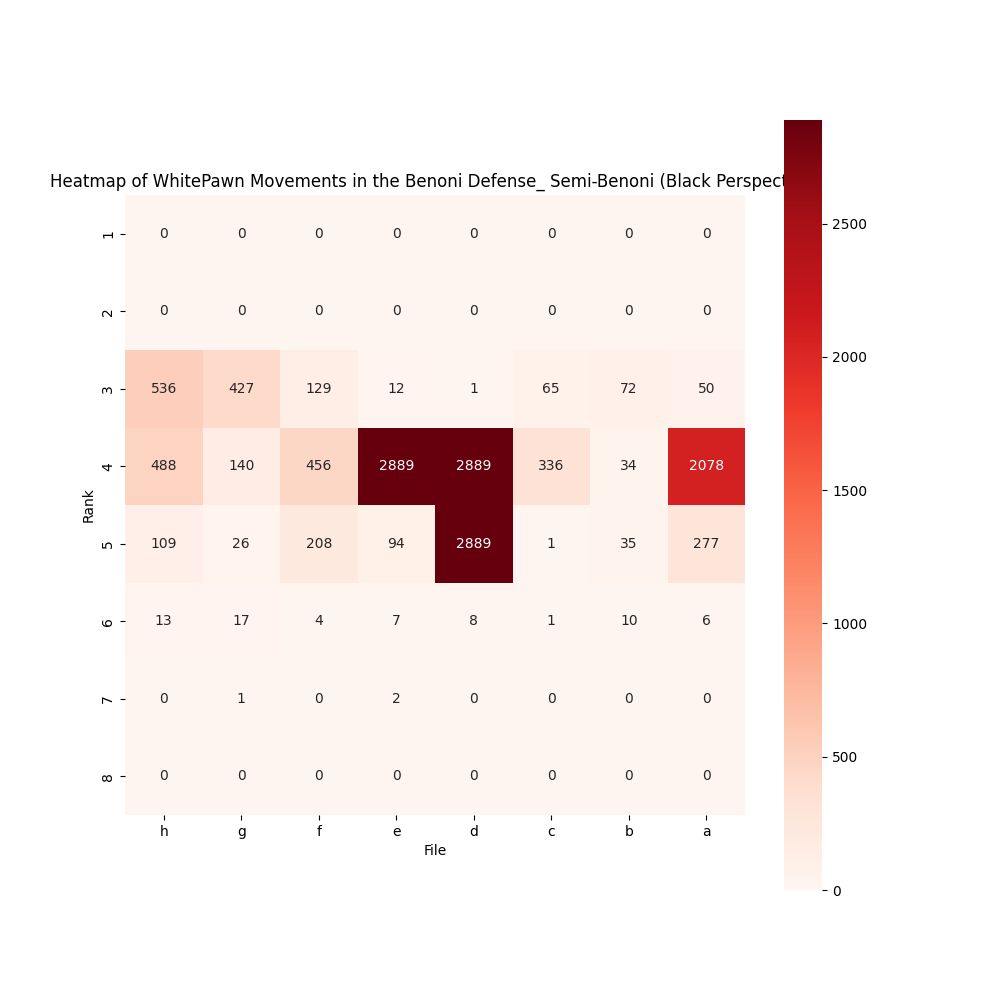 Heatmap of WhitePawn Movements in the Benoni Defense_ Semi-Benoni (Black
2500
2000
1500
1000
500
0
Rank
1 0 0 0 0 0 0 0 0
2 0 0 0 0 0 0 0 0
3 536 427 129 12 1 65 72 50
4 488 140 456 2889 2889 336 34 2078
5 109 26 208 94 2889 1 35 277
6 13 17 4 7 8 1 10 6
7 0 1 0 2 0 0 0 0
8 0 0 0 0 0 0 0 0
h g f e d c b a
File